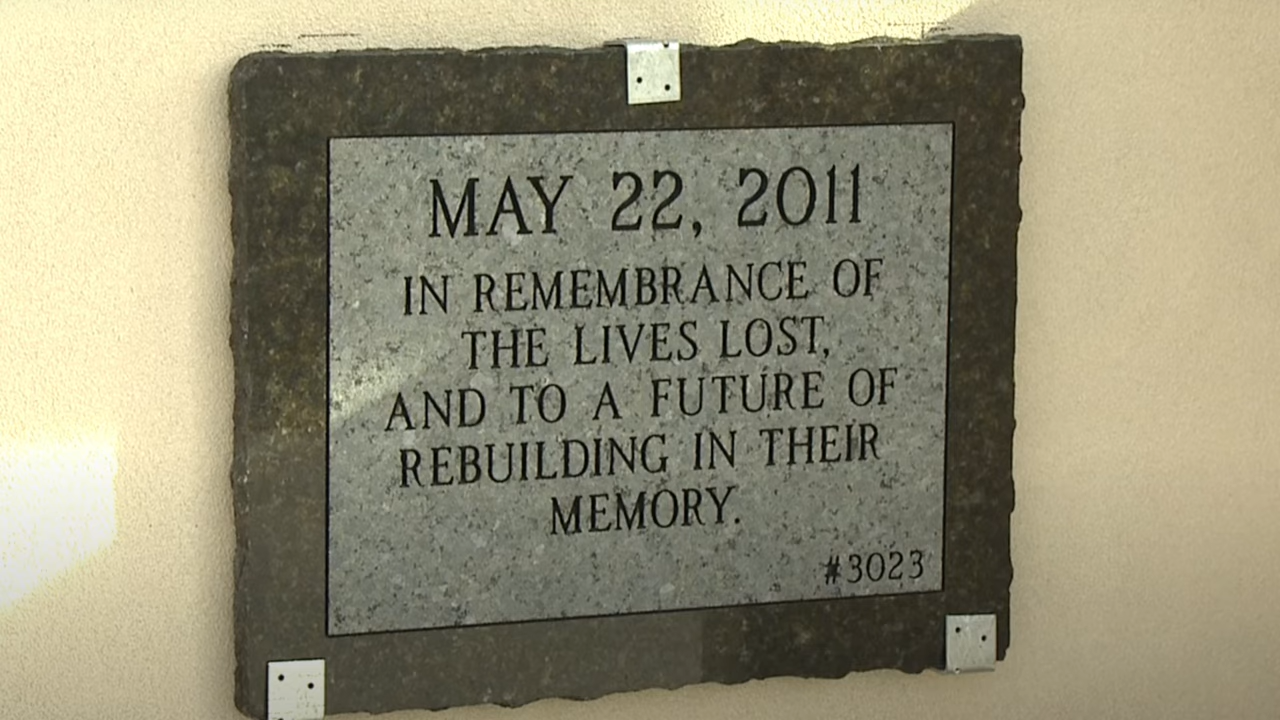 MAY 22, 2011
IN REMEMBRANCE OF
THE LIVES LOST,
AND TO A FUTURE OF
REBUILDING IN THEIR
MEMORY.
#3023